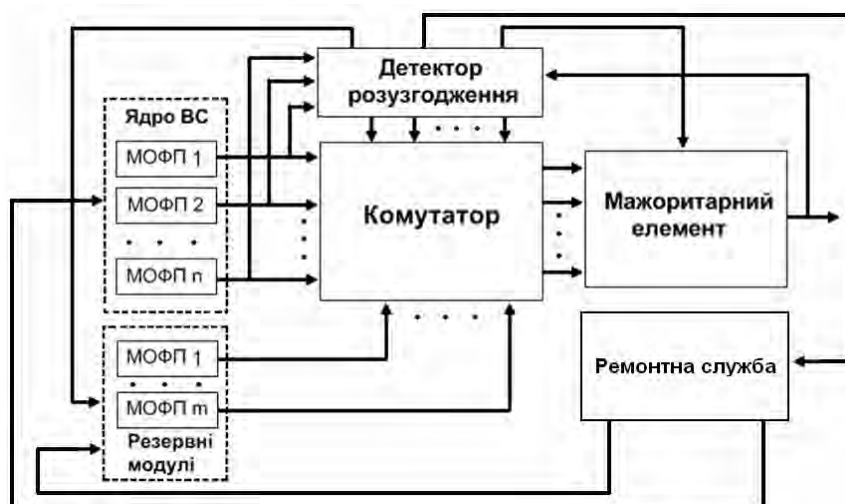 Детектор
розузгодження
Ядро ВС
МОФП 1
МОФП 2
МОФП n
Комутатор
Мажоритарний
елемент
МОФП 1
МОФП m
Резервні
модулі
Ремонтна служба